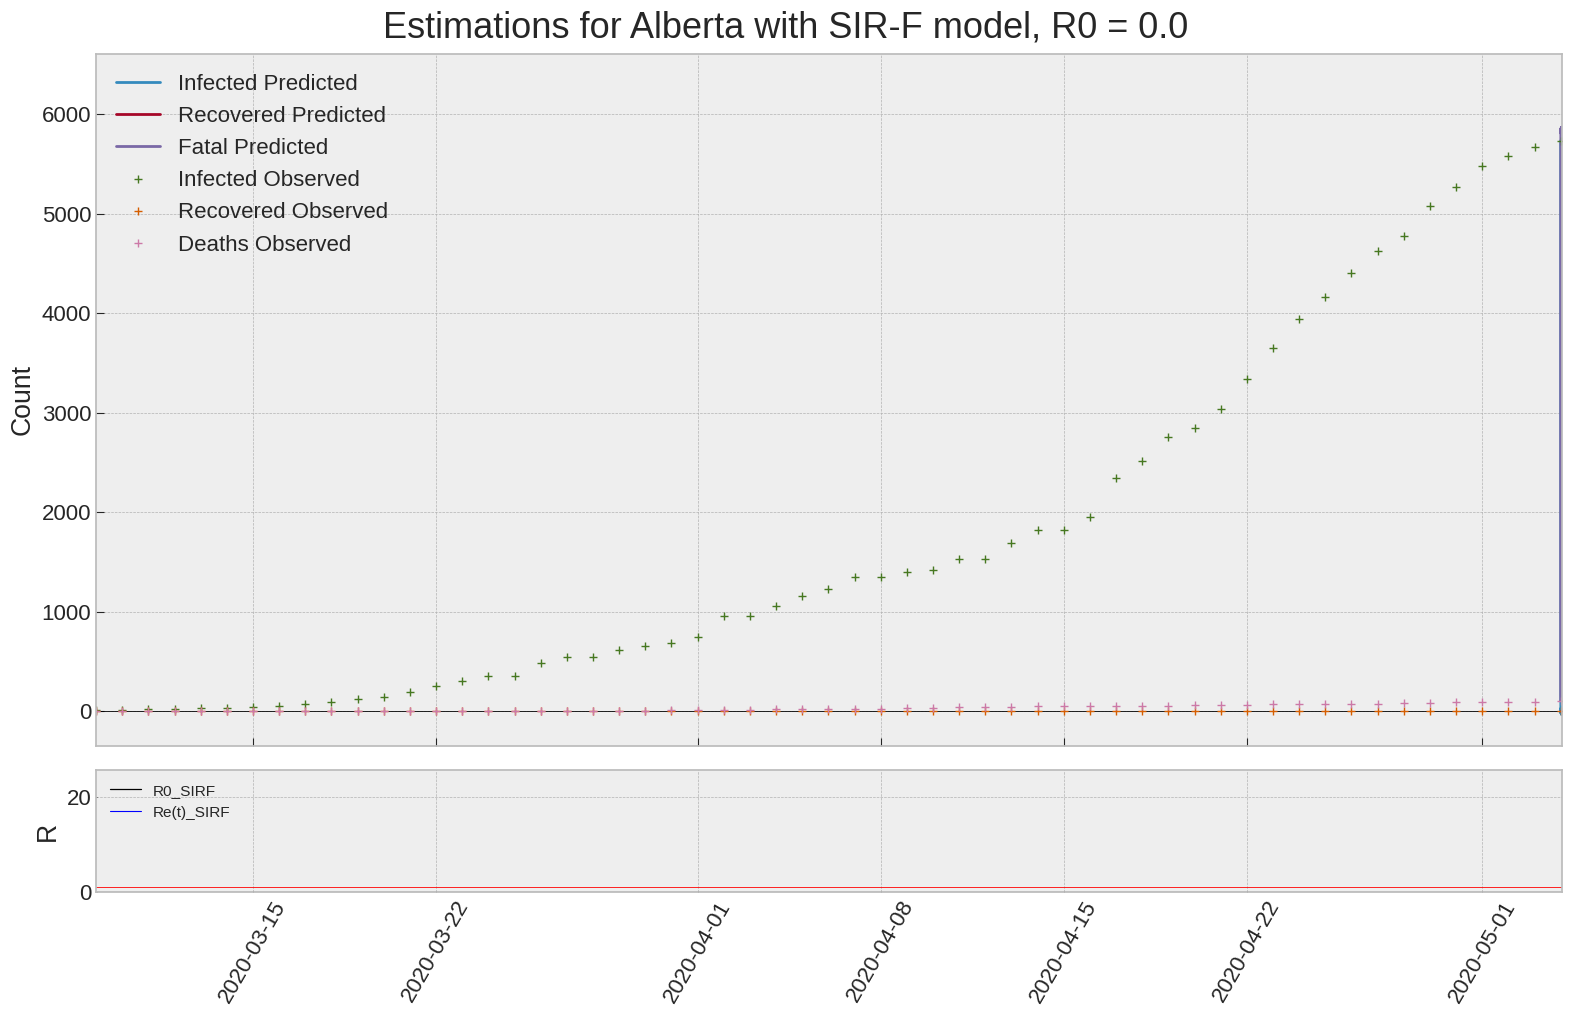 Estimations for Alberta with SIR-F model, R0 = 0.0
Infected Predicted
Recovered Predicted
Fatal Predicted
Infected Observed
Recovered Observed
Deaths Observed
Count
6000
5000
4000
3000
2000
1000
0
R0_SIRF
Re(t)_SIRF
R
20
0
2020-03-15
2020-03-22
2020-04-01
2020-04-08
2020-04-15
2020-04-22
2020-05-01